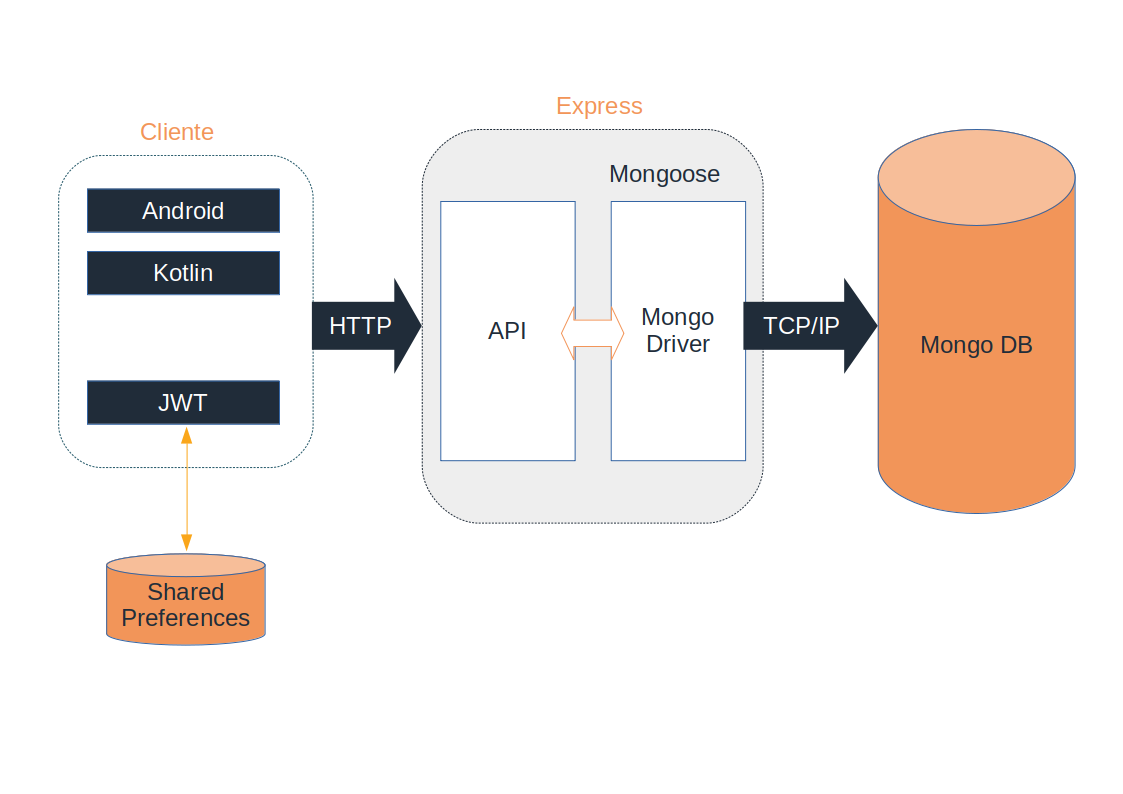 Cliente
Android
Kotlin
JWT
Shared
Preferences
HTTP
Express
Mongoose
API
Mongo
Driver
TCP/IP
Mongo DB